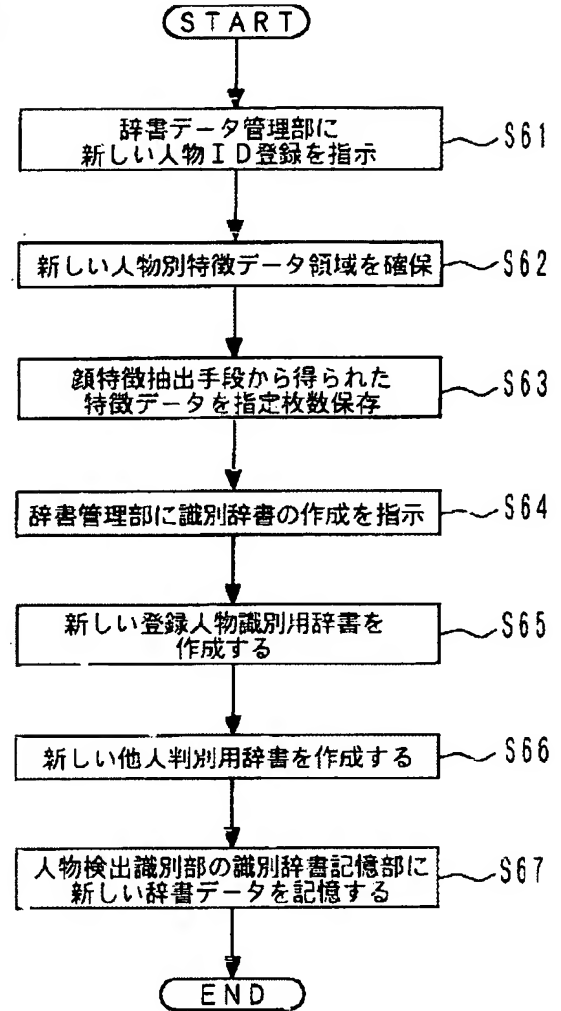 START
辞書データ管理部に
新しい人物ID登録を指示
S61
新しい人物別特徴データ領域を確保
S62
顔特徴抽出手段から得られた
特徴データを指定枚数保存
S63
辞書管理部に識別辞書の作成を指示
S64
新しい登録人物識別用辞書を
作成する
S65
新しい他人判別用辞書を作成する
S66
人物検出識別部の識別辞書記憶部に
新しい辞書データを記憶する
S67
END